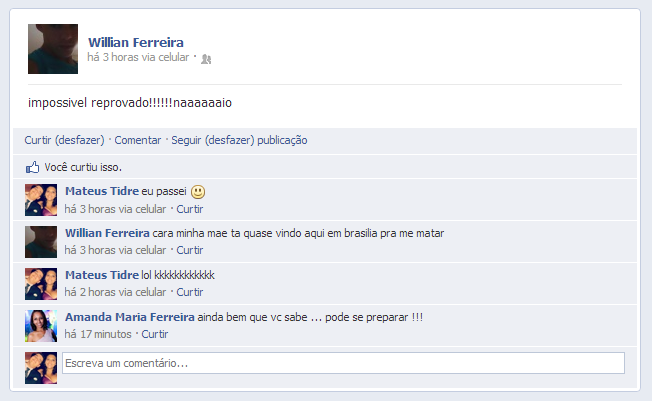 Willian Ferreira
há 3 horas via celular ·
impossivel reprovado!!!!!!naaaaaaio
Curtir (desfazer) · Comentar · Seguir (desfazer) publicação
Você curtiu isso.
Mateus Tidre eu passei
há 3 horas via celular · Curtir
Willian Ferreira cara minha mae ta quase vindo aqui em brasilia pra me matar
há 3 horas via celular · Curtir
Mateus Tidre lol kkkkkkkkkkkk
há 2 horas via celular · Curtir
Amanda Maria Ferreira ainda bem que vc sabe ... pode se preparar !!!
há 17 minutos · Curtir
Escreva um comentário...